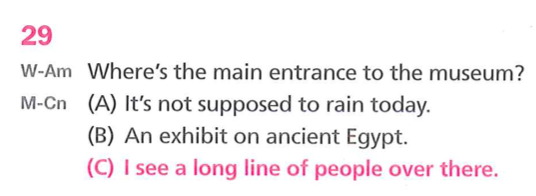 29
W-Am Where's the main entrance to the museum?
M-Cn (A) It's not supposed to rain today.
(B) An exhibit on ancient Egypt.
(C) I see a long line of people over there.